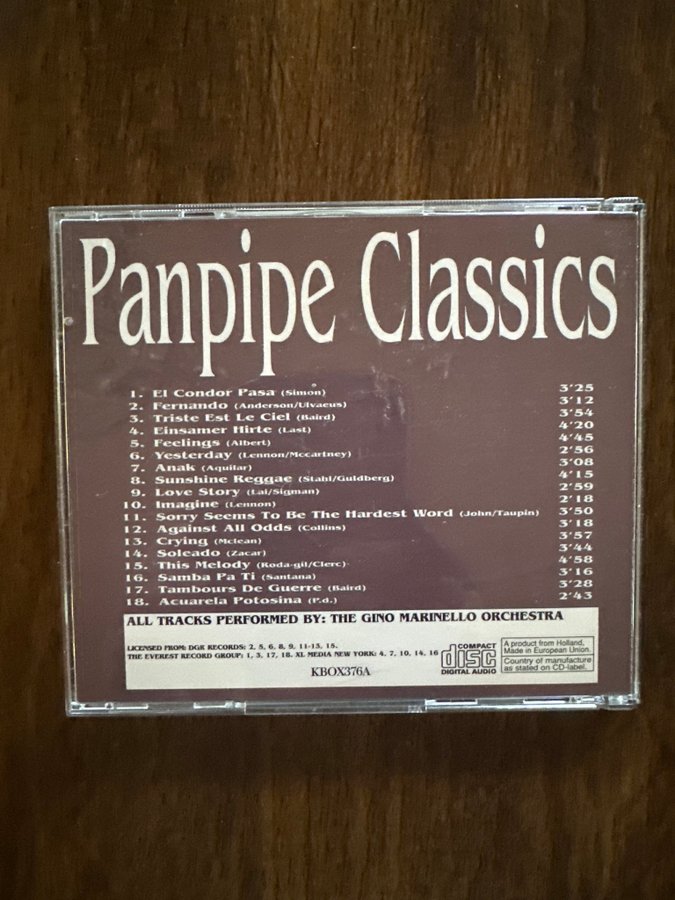 Panpipe Classics
1. El Condor Pasa (Simon) 3'25
2. Fernando (Anderson/Ulvaeus) 3'12
3. Triste Est Le Ciel (Baird) 3'54
4. Einsamer Hirte (Last) 4'20
5. Feelings (Albert) 4'45
6. Yesterday (Lennon/Mccartney) 2'56
7. Anak (Aquilar) 3'08
8. Sunshine Reggae (Stahl/Guldberg) 4'15
9. Love Story (Lai/Sigman) 2'59
10. Imagine (Lennon) 2'18
11. Sorry Seems To Be The Hardest Word (John/Taupin) 3'50
12. Against All Odds (Collins) 3'18
13. Crying (Mclean) 3'57
14. Soleado (Zacar) 3'44
15. This Melody (Roda-gil/Clerc) 4'58
16. Samba Pa Ti (Santana) 3'16
17. Tambours De Guerre (Baird) 3'28
18. Acuarela Potosina (P.d.) 2'43
ALL TRACKS PERFORMED BY: THE GINO MARINELLO ORCHESTRA
LICENSED FROM: DGR RECORDS: 2, 5, 6, 8, 9, 11-13, 15.
THE EVEREST RECORD GROUP: 1, 3, 17, 18. XL MEDIA NEW YORK: 4, 7, 10, 14, 16
KBOX376A
COMPACT
disc
DIGITAL AUDIO
A product from Holland,
Made in European Union.
Country of manufacture
as stated on CD-label.